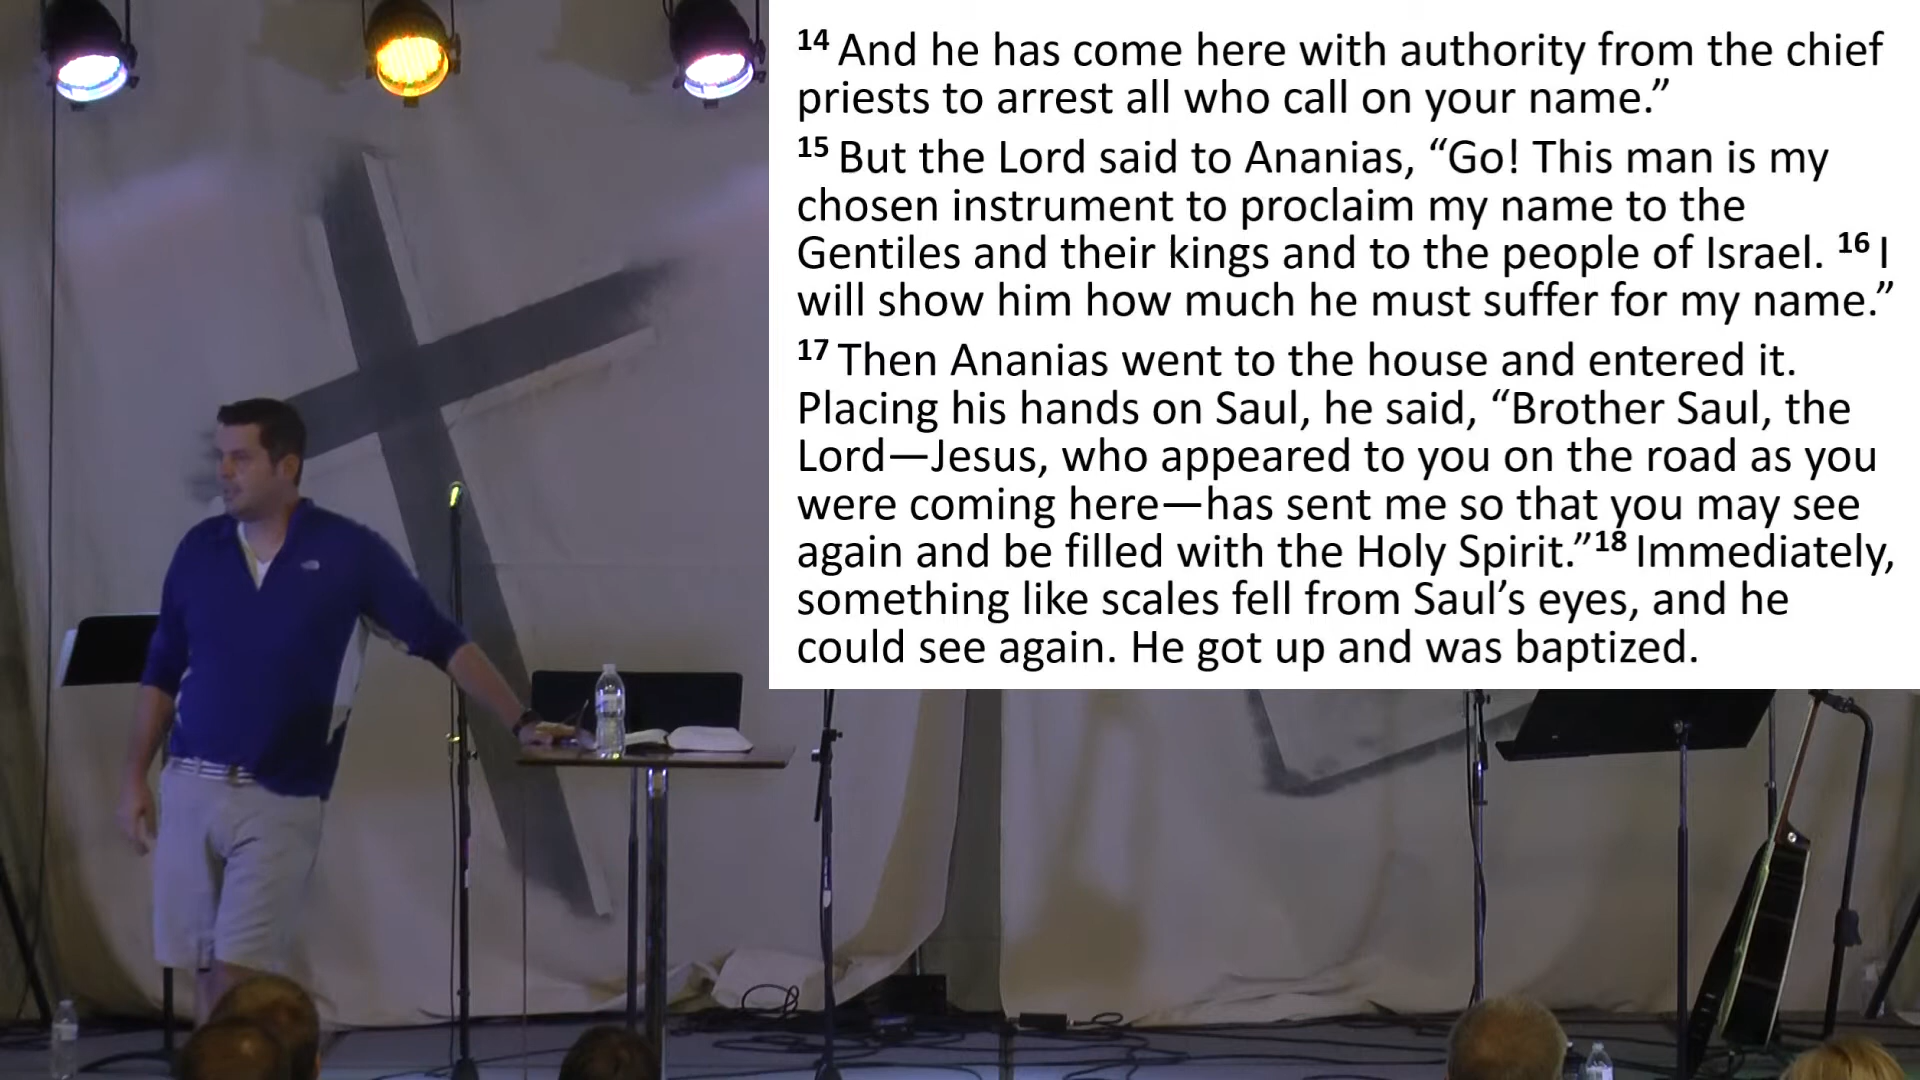 14 And he has come here with authority from the chief
priests to arrest all who call on your name.”
15 But the Lord said to Ananias, “Go! This man is my
chosen instrument to proclaim my name to the
Gentiles and their kings and to the people of Israel. 16 I
will show him how much he must suffer for my name.”
17 Then Ananias went to the house and entered it.
Placing his hands on Saul, he said, “Brother Saul, the
Lord—Jesus, who appeared to you on the road as you
were coming here—has sent me so that you may see
again and be filled with the Holy Spirit.”18 Immediately,
something like scales fell from Saul’s eyes, and he
could see again. He got up and was baptized.